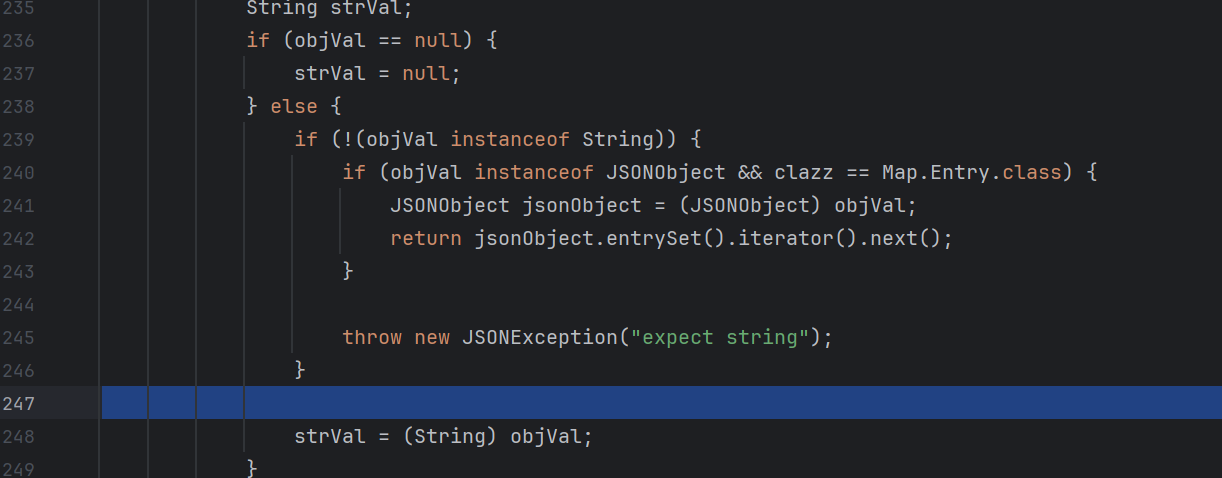 235 String strVal;
236 if (objVal == null) {
237 strVal = null;
238 } else {
239 if (!(objVal instanceof String)) {
240 if (objVal instanceof JSONObject && clazz == Map.Entry.class) {
241 JSONObject jsonObject = (JSONObject) objVal;
242 return jsonObject.entrySet().iterator().next();
243 }
244
245 throw new JSONException("expect string");
246 }
247
248 strVal = (String) objVal;
249 }